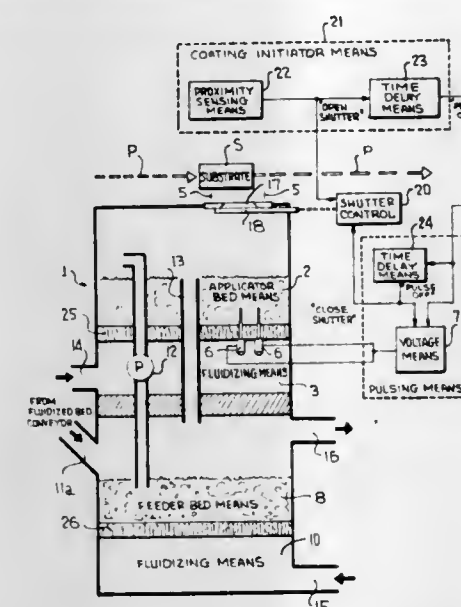 21
COATING INITIATOR MEANS
22
23
PROXIMITY
SENSING
MEANS
TIME
DELAY
MEANS
"OPEN
SHUTTER"
P
S
SUBSTRATE
P
5
17
5
18
SHUTTER
CONTROL
20
24
TIME
DELAY
MEANS
1
13
2
APPLICATOR
BED MEANS
"PULSE
OFF"
25
"CLOSE
SHUTTER"
14
12
P
6
6
VOLTAGE
MEANS
7
FLUIDIZING MEANS
3
PULSING MEANS
FROM
FLUIDIZED BED
CONVEYOR
16
11a
FEEDER BED MEANS
8
26
10
FLUIDIZING MEANS
15